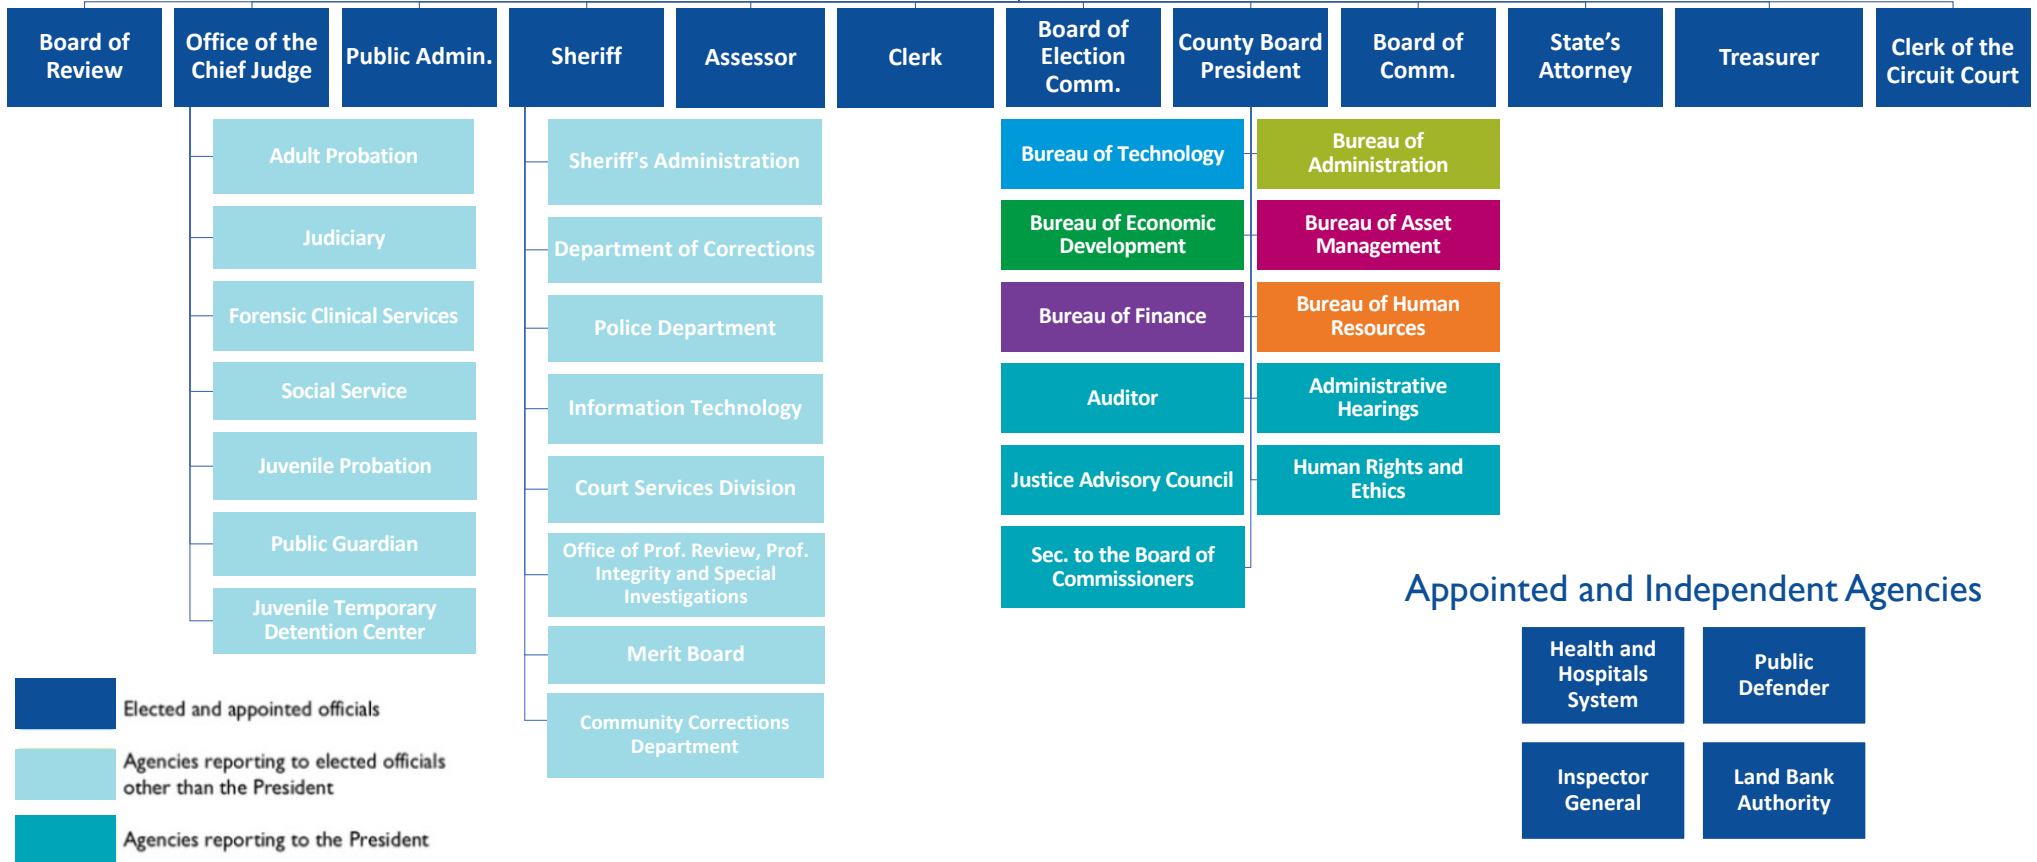 Board of
Review
Office of the
Chief Judge
Public Admin.
Sheriff
Assessor
Clerk
Board of
Election
Comm.
County Board
President
Board of
Comm.
State's
Attorney
Treasurer
Clerk of the
Circuit Court
Adult Probation
Judiciary
Forensic Clinical Services
Social Service
Juvenile Probation
Public Guardian
Juvenile Temporary
Detention Center
Sheriff's Administration
Department of Corrections
Police Department
Information Technology
Court Services Division
Office of Prof. Review, Prof.
Integrity and Special
Investigations
Merit Board
Community Corrections
Department
Bureau of Technology
Bureau of
Administration
Bureau of Economic
Development
Bureau of Asset
Management
Bureau of Finance
Bureau of Human
Resources
Auditor
Administrative
Hearings
Justice Advisory Council
Human Rights and
Ethics
Sec. to the Board of
Commissioners
Appointed and Independent Agencies
Health and
Hospitals
System
Public
Defender
Inspector
General
Land Bank
Authority
Elected and appointed officials
Agencies reporting to elected officials
other than the President
Agencies reporting to the President